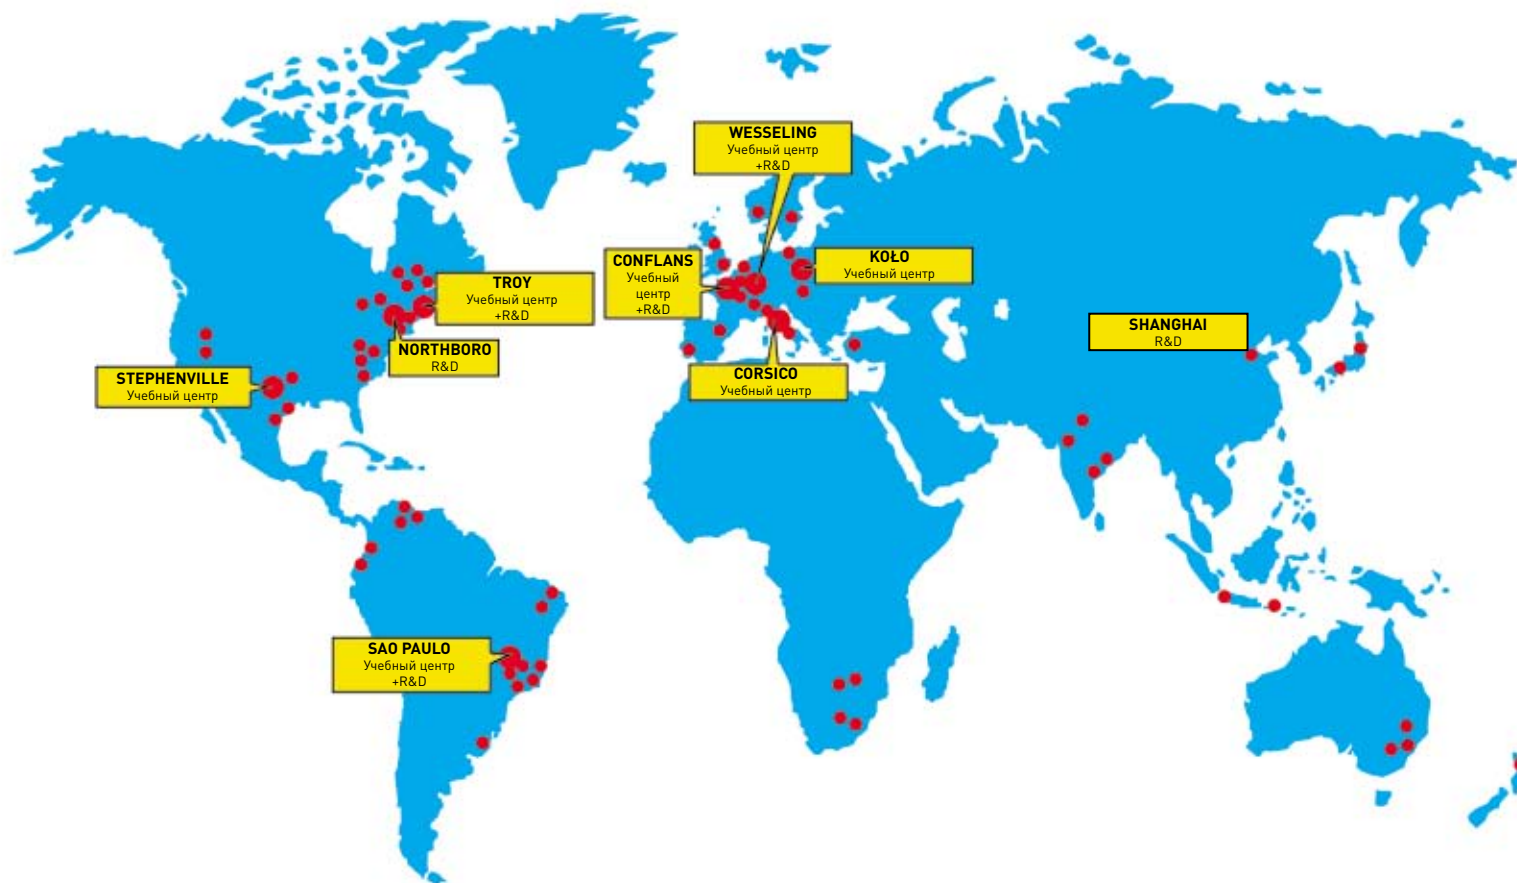 WESSELING
Учебный центр
+R&D
CONFLANS
Учебный
центр
+R&D
KOŁO
Учебный центр
TROY
Учебный центр
+R&D
SHANGHAI
R&D
NORTHBORO
R&D
STEPHENVILLE
Учебный центр
CORSICO
Учебный центр
SAO PAULO
Учебный центр
+R&D